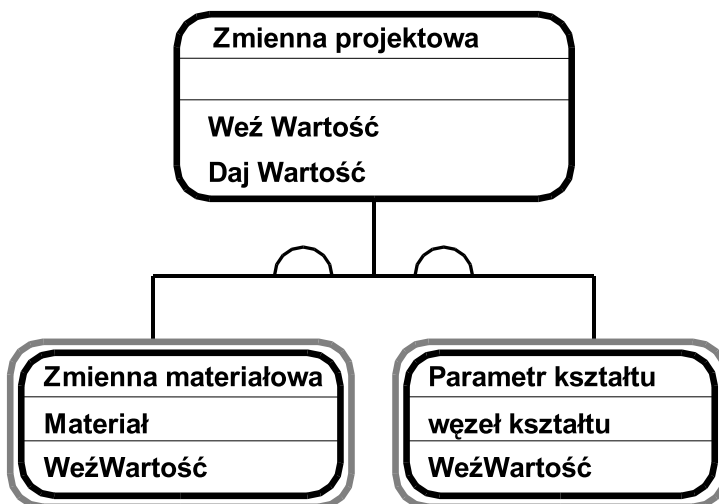 Zmienna projektowa
Weź Wartość
Daj Wartość
Zmienna materiałowa
Materiał
WeźWartość
Parametr kształtu
węzeł kształtu
WeźWartość